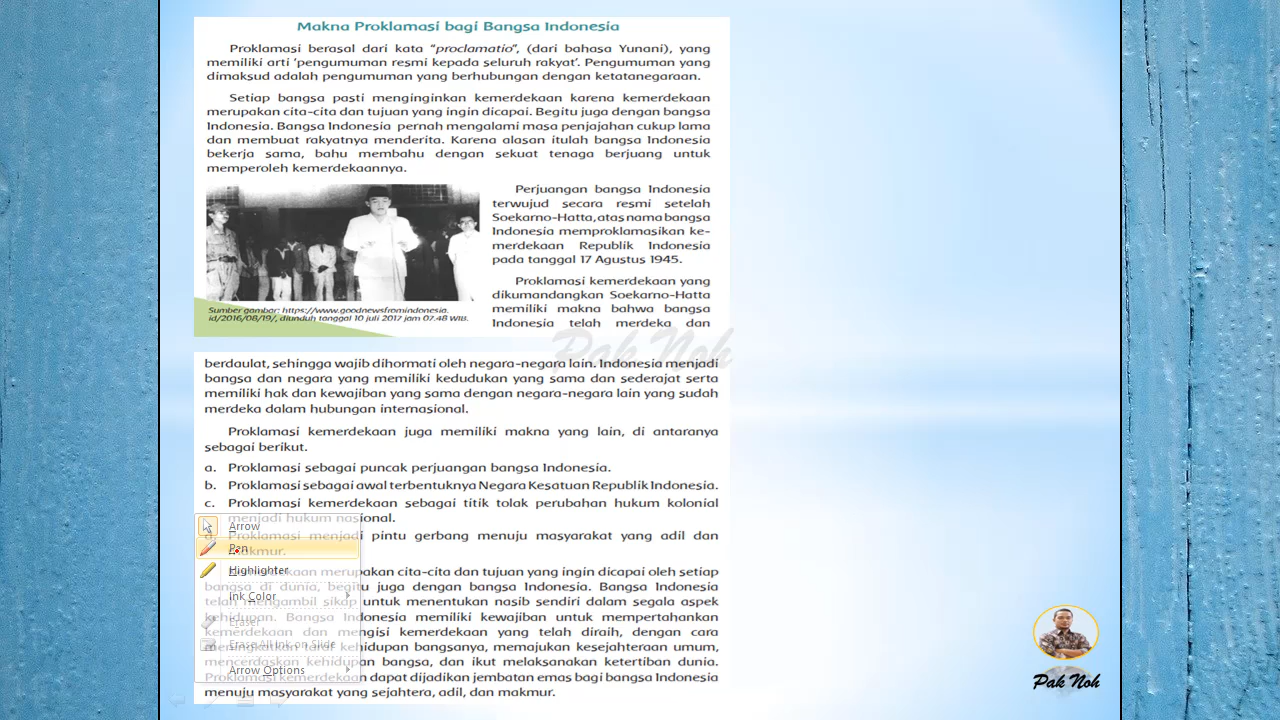 Makna Proklamasi bagi Bangsa Indonesia
Proklamasi berasal dari kata "proclamatio", (dari bahasa Yunani), yang
memiliki arti 'pengumuman resmi kepada seluruh rakyat'. Pengumuman yang
dimaksud adalah pengumuman yang berhubungan dengan ketatanegaraan.
Setiap bangsa pasti menginginkan kemerdekaan karena kemerdekaan
merupakan cita-cita dan tujuan yang ingin dicapai. Begitu juga dengan bangsa
Indonesia. Bangsa Indonesia pernah mengalami masa penjajahan cukup lama
dan membuat rakyatnya menderita. Karena alasan itulah bangsa Indonesia
bekerja sama, bahu membahu dengan sekuat tenaga berjuang untuk
memperoleh kemerdekaannya.
Perjuangan bangsa Indonesia
terwujud secara resmi setelah
Soekarno-Hatta, atas nama bangsa
Indonesia memproklamasikan ke-
merdekaan Republik Indonesia
pada tanggal 17 Agustus 1945.
Proklamasi kemerdekaan yang
dikumandangkan Soekarno-Hatta
memiliki makna bahwa bangsa
Indonesia telah merdeka dan
Sumber gambar: https://www.goodnewsfromindonesia.
id/2016/08/19/, diunduh tanggal 10 juli 2017 jam 07.48 WIB.
Pak Noh
berdaulat, sehingga wajib dihormati oleh negara-negara lain. Indonesia menjadi
bangsa dan negara yang memiliki kedudukan yang sama dan sederajat serta
memiliki hak dan kewajiban yang sama dengan negara-negara lain yang sudah
merdeka dalam hubungan internasional.
Proklamasi kemerdekaan juga memiliki makna yang lain, di antaranya
sebagai berikut.
a. Proklamasi sebagai puncak perjuangan bangsa Indonesia.
b. Proklamasi sebagai awal terbentuknya Negara Kesatuan Republik Indonesia.
c. Proklamasi kemerdekaan sebagai titik tolak perubahan hukum kolonial
menjadi hukum nasional.
d. Proklamasi menjadi pintu gerbang menuju masyarakat yang adil dan
makmur.
Kemerdekaan merupakan cita-cita dan tujuan yang ingin dicapai oleh setiap
bangsa di dunia, begitu juga dengan bangsa Indonesia. Bangsa Indonesia
telah mengambil sikap untuk menentukan nasib sendiri dalam segala aspek
kehidupan. Bangsa Indonesia memiliki kewajiban untuk mempertahankan
kemerdekaan dan mengisi kemerdekaan yang telah diraih, dengan cara
meningkatkan taraf kehidupan bangsanya, memajukan kesejahteraan umum,
mencerdaskan kehidupan bangsa, dan ikut melaksanakan ketertiban dunia.
Proklamasi kemerdekaan dapat dijadikan jembatan emas bagi bangsa Indonesia
menuju masyarakat yang sejahtera, adil, dan makmur.
Arrow
Pen
Highlighter
Ink Color
Eraser
Erase All Ink on Slide
Arrow Options
Pak Noh